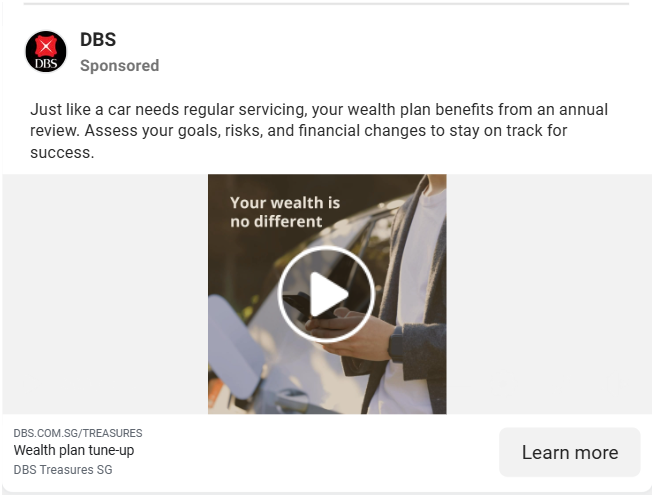 DBS
Sponsored
DBS
Just like a car needs regular servicing, your wealth plan benefits from an annual
review. Assess your goals, risks, and financial changes to stay on track for
success.
Your wealth is
no different
DBS.COM.SG/TREASURES
Wealth plan tune-up
DBS Treasures SG
Learn more